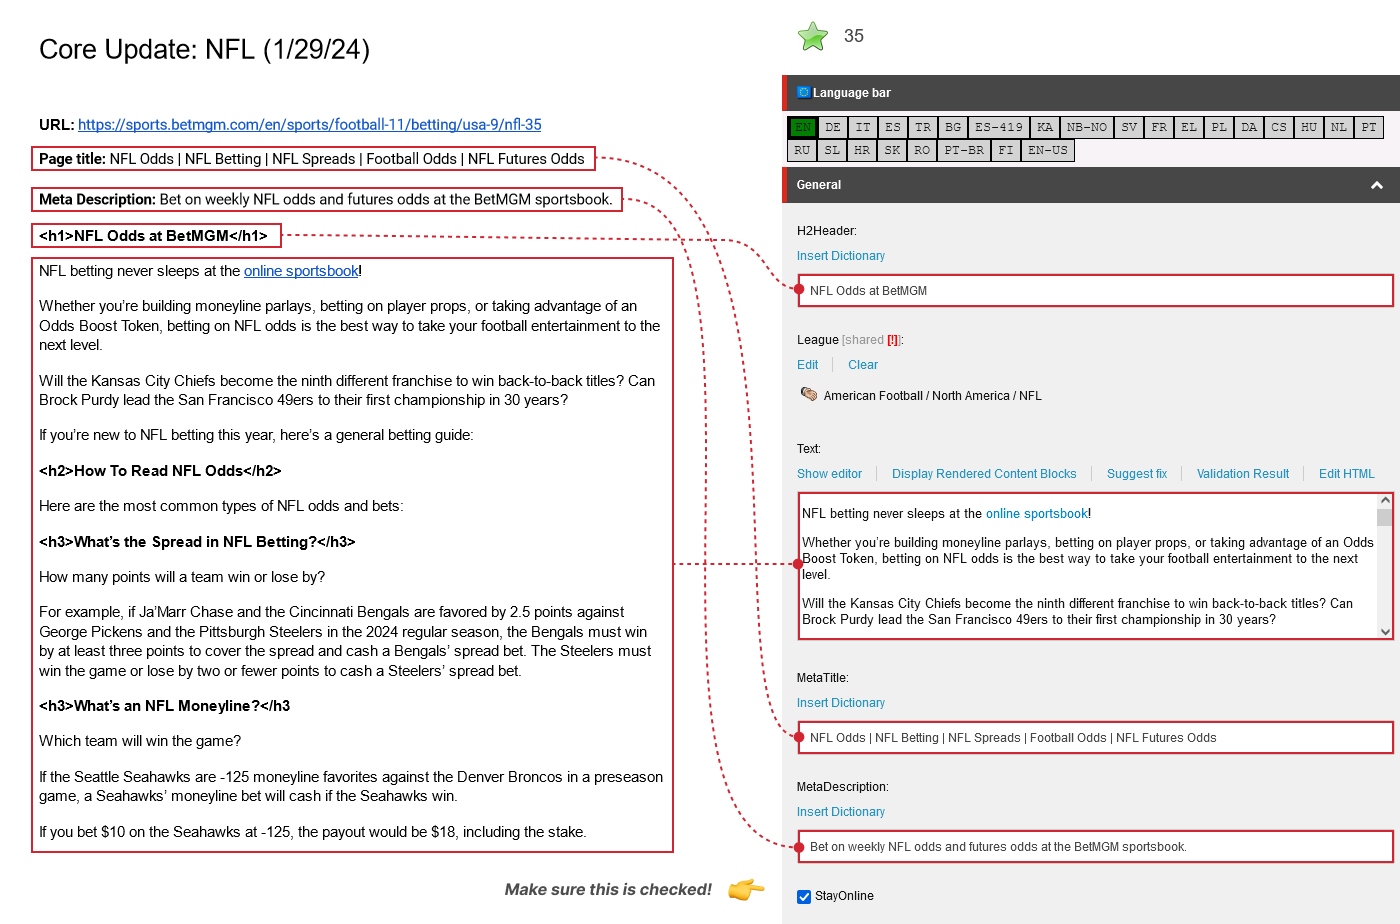 Core Update: NFL (1/29/24)
URL: https://sports.betmgm.com/en/sports/football-11/betting/usa-9/nfl-35
Page title: NFL Odds | NFL Betting | NFL Spreads | Football Odds | NFL Futures Odds
Meta Description: Bet on weekly NFL odds and futures odds at the BetMGM sportsbook.
<h1>NFL Odds at BetMGM</h1>
NFL betting never sleeps at the online sportsbook!
Whether you’re building moneyline parlays, betting on player props, or taking advantage of an
Odds Boost Token, betting on NFL odds is the best way to take your football entertainment to the
next level.
Will the Kansas City Chiefs become the ninth different franchise to win back-to-back titles? Can
Brock Purdy lead the San Francisco 49ers to their first championship in 30 years?
If you’re new to NFL betting this year, here’s a general betting guide:
<h2>How To Read NFL Odds</h2>
Here are the most common types of NFL odds and bets:
<h3>What’s the Spread in NFL Betting?</h3>
How many points will a team win or lose by?
For example, if Ja’Marr Chase and the Cincinnati Bengals are favored by 2.5 points against
George Pickens and the Pittsburgh Steelers in the 2024 regular season, the Bengals must win
by at least three points to cover the spread and cash a Bengals’ spread bet. The Steelers must
win the game or lose by two or fewer points to cash a Steelers’ spread bet.
<h3>What’s an NFL Moneyline?</h3
Which team will win the game?
If the Seattle Seahawks are -125 moneyline favorites against the Denver Broncos in a preseason
game, a Seahawks’ moneyline bet will cash if the Seahawks win.
If you bet $10 on the Seahawks at -125, the payout would be $18, including the stake.
Make sure this is checked!
35
Language bar
EN DE IT ES TR BG ES-419 KA NB-NO SV FR EL PL DA CS HU NL PT
RU SL HR SK RO PT-BR FI EN-US
General
H2Header:
Insert Dictionary
NFL Odds at BetMGM
League [shared [!]]:
Edit Clear
American Football / North America / NFL
Text:
Show editor Display Rendered Content Blocks Suggest fix Validation Result Edit HTML
NFL betting never sleeps at the online sportsbook!
Whether you’re building moneyline parlays, betting on player props, or taking advantage of an Odds
Boost Token, betting on NFL odds is the best way to take your football entertainment to the next
level.
Will the Kansas City Chiefs become the ninth different franchise to win back-to-back titles? Can
Brock Purdy lead the San Francisco 49ers to their first championship in 30 years?
MetaTitle:
Insert Dictionary
NFL Odds | NFL Betting | NFL Spreads | Football Odds | NFL Futures Odds
MetaDescription:
Insert Dictionary
Bet on weekly NFL odds and futures odds at the BetMGM sportsbook.
StayOnline